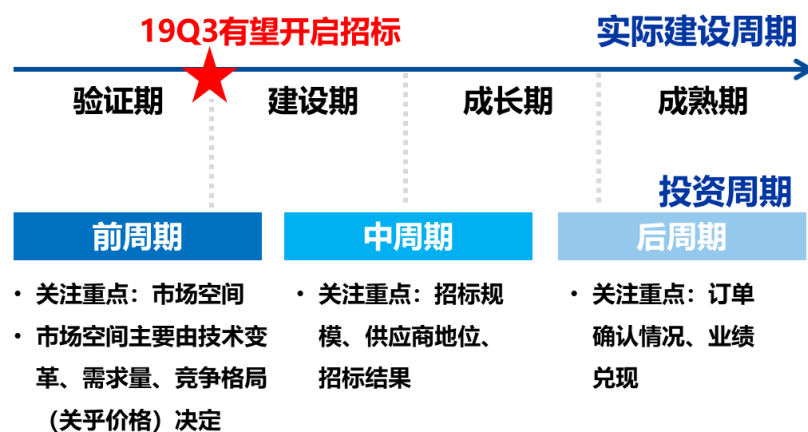 19Q3有望开启招标
实际建设周期
验证期
建设期
成长期
成熟期
投资周期
前周期
中周期
后周期
• 关注重点：市场空间
• 市场空间主要由技术变
革、需求量、竞争格局
（关乎价格）决定
• 关注重点：招标规
模、供应商地位、
招标结果
• 关注重点：订单
确认情况、业绩
兑现